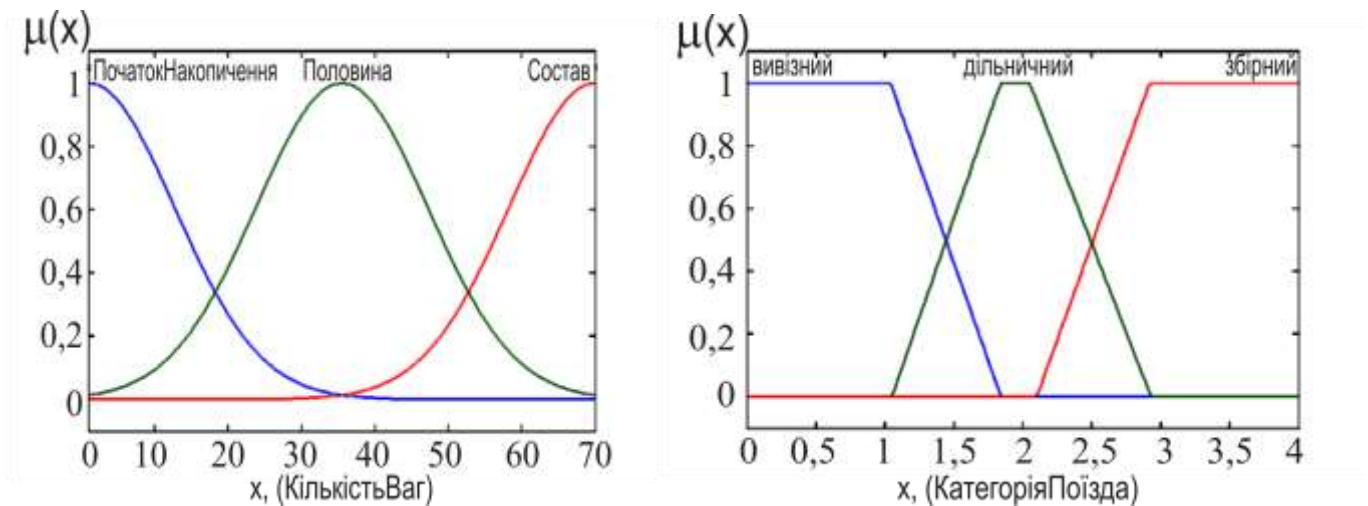 μ(x)
ПочатокНакопичення Половина Состав
1
0,8
0,6
0,4
0,2
0
0 10 20 30 40 50 60 70
x, (КількістьВаг)
μ(x)
вивізний дільничний збірний
1
0,8
0,6
0,4
0,2
0
0 0,5 1 1,5 2 2,5 3 3,5 4
x, (КатегоріяПоїзда)